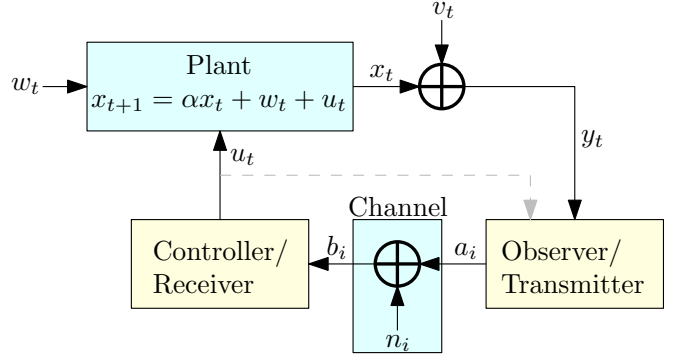 v_t
Plant
w_t
x_{t+1} = αx_t + w_t + u_t
x_t
y_t
u_t
Channel
Controller/
Receiver
b_i
a_i
Observer/
Transmitter
n_i